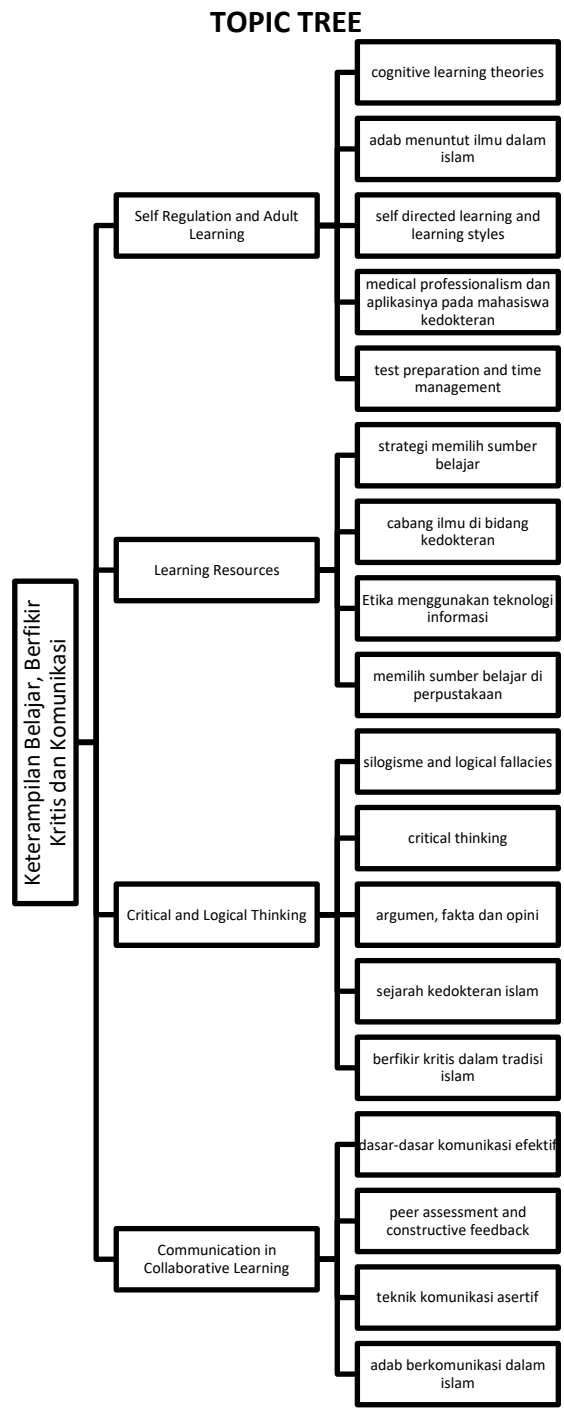 TOPIC TREE
Keterampilan Belajar, Berfikir
Kritis dan Komunikasi
Self Regulation and Adult
Learning
cognitive learning theories
adab menuntut ilmu dalam
islam
self directed learning and
learning styles
medical professionalism dan
aplikasinya pada mahasiswa
kedokteran
test preparation and time
management
Learning Resources
strategi memilih sumber
belajar
cabang ilmu di bidang
kedokteran
Etika menggunakan teknologi
informasi
memilih sumber belajar di
perpustakaan
Critical and Logical Thinking
silogisme and logical fallacies
critical thinking
argumen, fakta dan opini
sejarah kedokteran islam
berfikir kritis dalam tradisi
islam
Communication in
Collaborative Learning
dasar-dasar komunikasi efektif
peer assessment and
constructive feedback
teknik komunikasi asertif
adab berkomunikasi dalam
islam